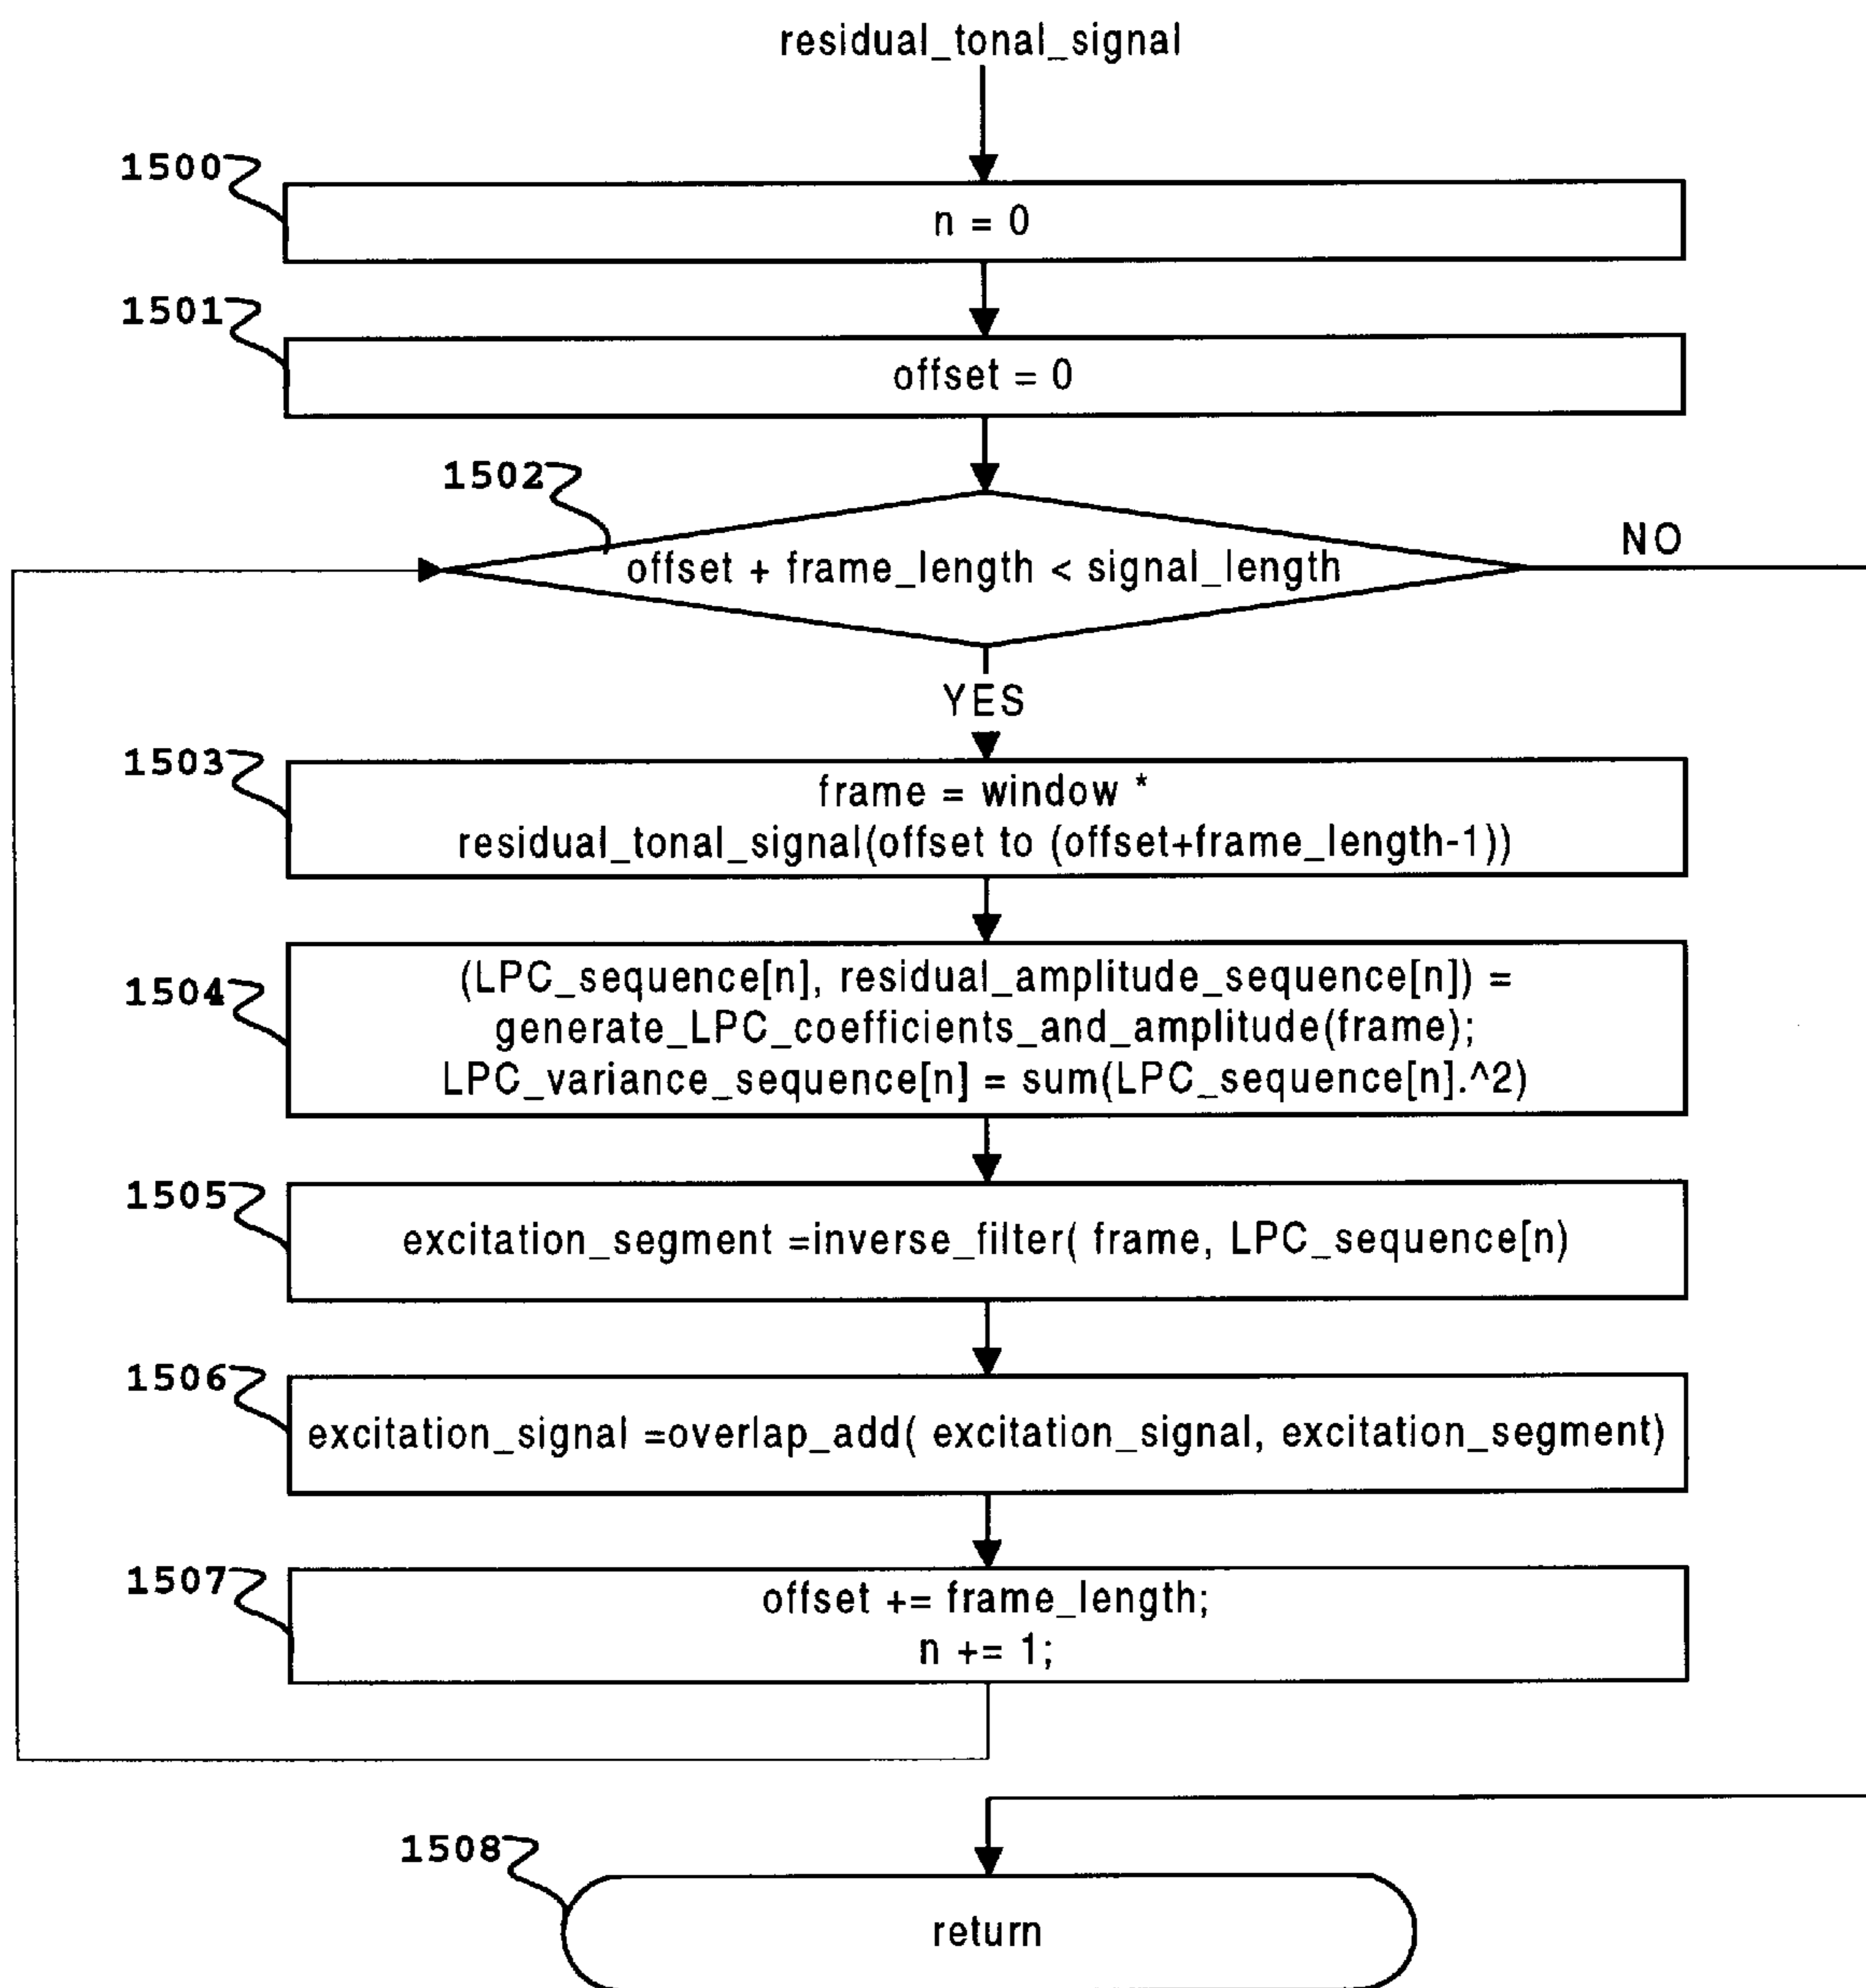 residual_tonal_signal
1500
n = 0
1501
offset = 0
1502
offset + frame_length < signal_length
NO
YES
1503
frame = window *
residual_tonal_signal(offset to (offset+frame_length-1))
1504
(LPC_sequence[n], residual_amplitude_sequence[n]) =
generate_LPC_coefficients_and_amplitude(frame);
LPC_variance_sequence[n] = sum(LPC_sequence[n].^2)
1505
excitation_segment =inverse_filter( frame, LPC_sequence[n)
1506
excitation_signal =overlap_add( excitation_signal, excitation_segment)
1507
offset += frame_length;
n += 1;
1508
return